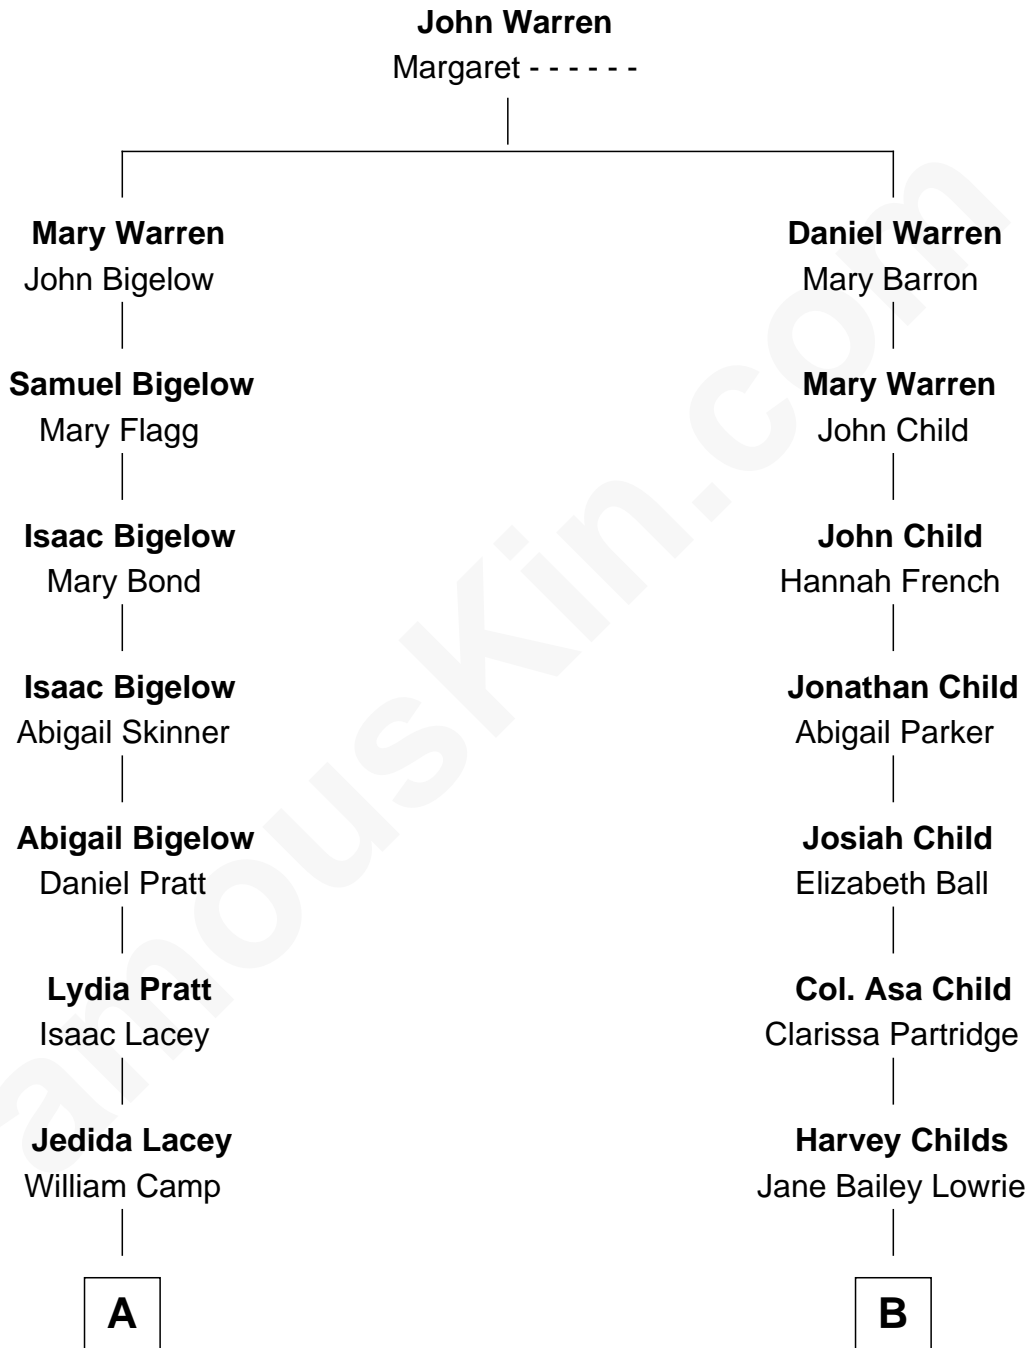 John Warren
Margaret - - - - - -
Mary Warren
John Bigelow
Daniel Warren
Mary Barron
Samuel Bigelow
Mary Flagg
Mary Warren
John Child
Isaac Bigelow
Mary Bond
John Child
Hannah French
Isaac Bigelow
Abigail Skinner
Jonathan Child
Abigail Parker
Abigail Bigelow
Daniel Pratt
Josiah Child
Elizabeth Ball
Lydia Pratt
Isaac Lacey
Col. Asa Child
Clarissa Partridge
Jedida Lacey
William Camp
Harvey Childs
Jane Bailey Lowrie
A
B
amousKin.com